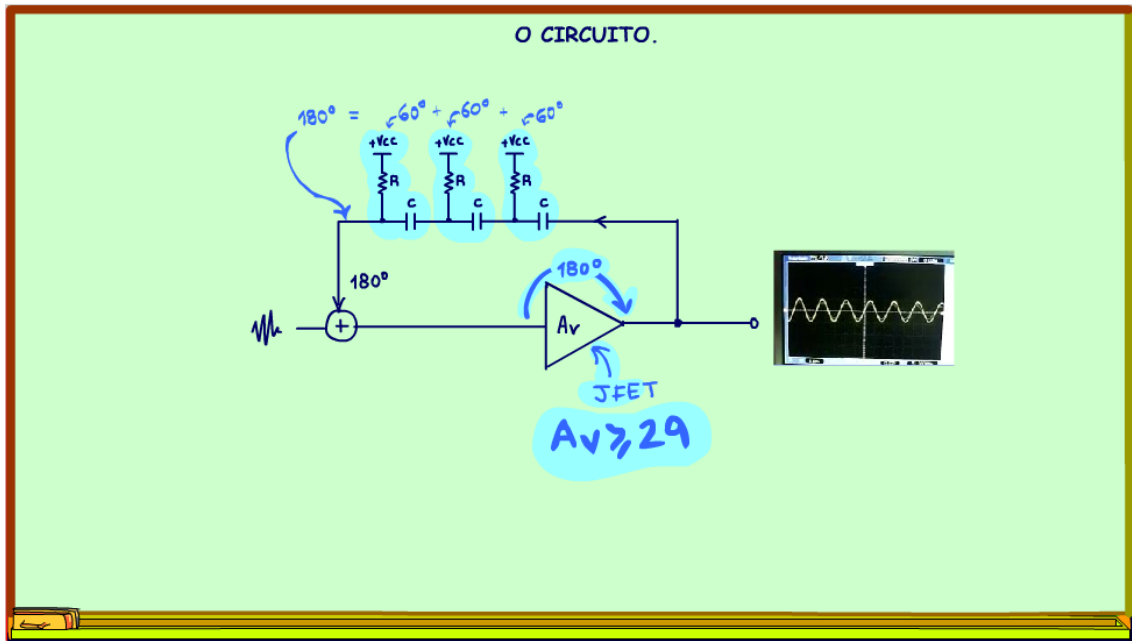 O CIRCUITO.
180° = 60° + 60° + 60°
+Vcc +Vcc +Vcc
R R R
C C C
180°
180°
+
Av
JFET
Av ≥ 29